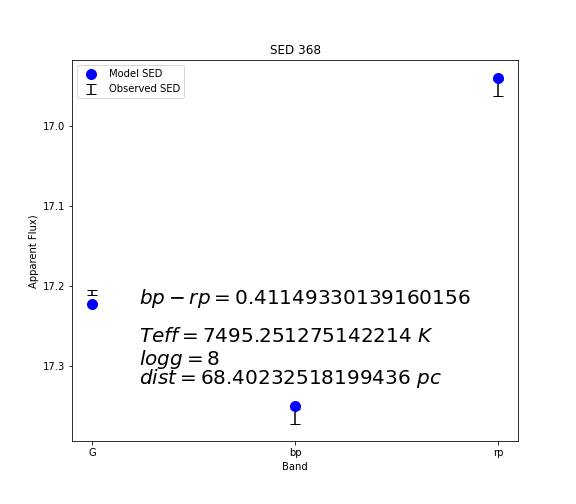 SED 368
Model SED
Observed SED
17.0
17.1
17.2
17.3
Apparent Flux)
bp − rp = 0.41149330139160156
Teff = 7495.251275142214 K
logg = 8
dist = 68.40232518199436 pc
G bp rp
Band